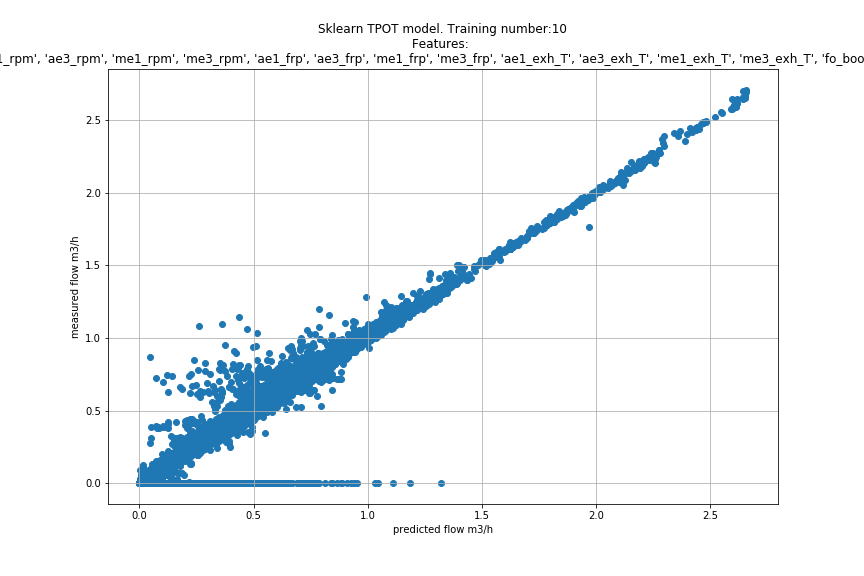 Sklearn TPOT model. Training number:10
Features:
1_rpm', 'ae3_rpm', 'me1_rpm', 'me3_rpm', 'ae1_frp', 'ae3_frp', 'me1_frp', 'me3_frp', 'ae1_exh_T', 'ae3_exh_T', 'me1_exh_T', 'me3_exh_T', 'fo_boo
measured flow m3/h
2.5
2.0
1.5
1.0
0.5
0.0
0.0 0.5 1.0 1.5 2.0 2.5
predicted flow m3/h